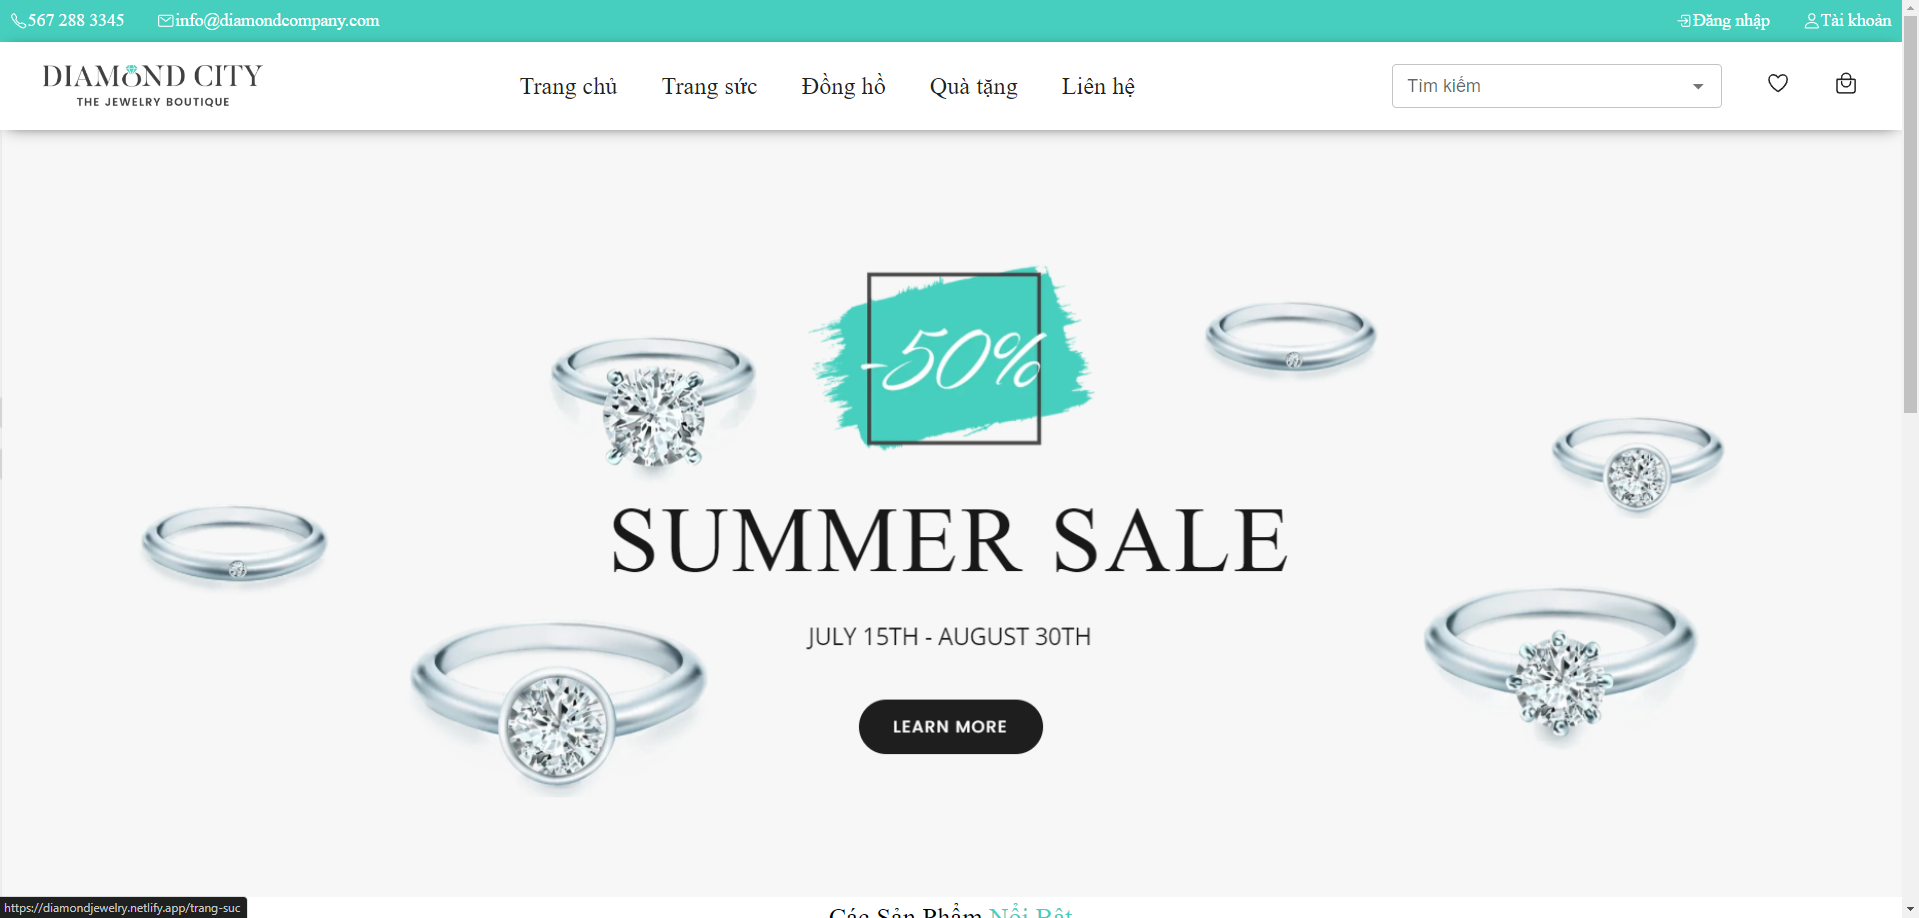 567 288 3345 info@diamondcompany.com Đăng nhập Tài khoản
DIAMOND CITY
THE JEWELRY BOUTIQUE
Trang chủ Trang sức Đồng hồ Quà tặng Liên hệ Tìm kiếm
-50%
SUMMER SALE
JULY 15TH - AUGUST 30TH
LEARN MORE
https://diamondjewelry.netlify.app/trang-suc
Các Sản Phẩm Nổi Bật